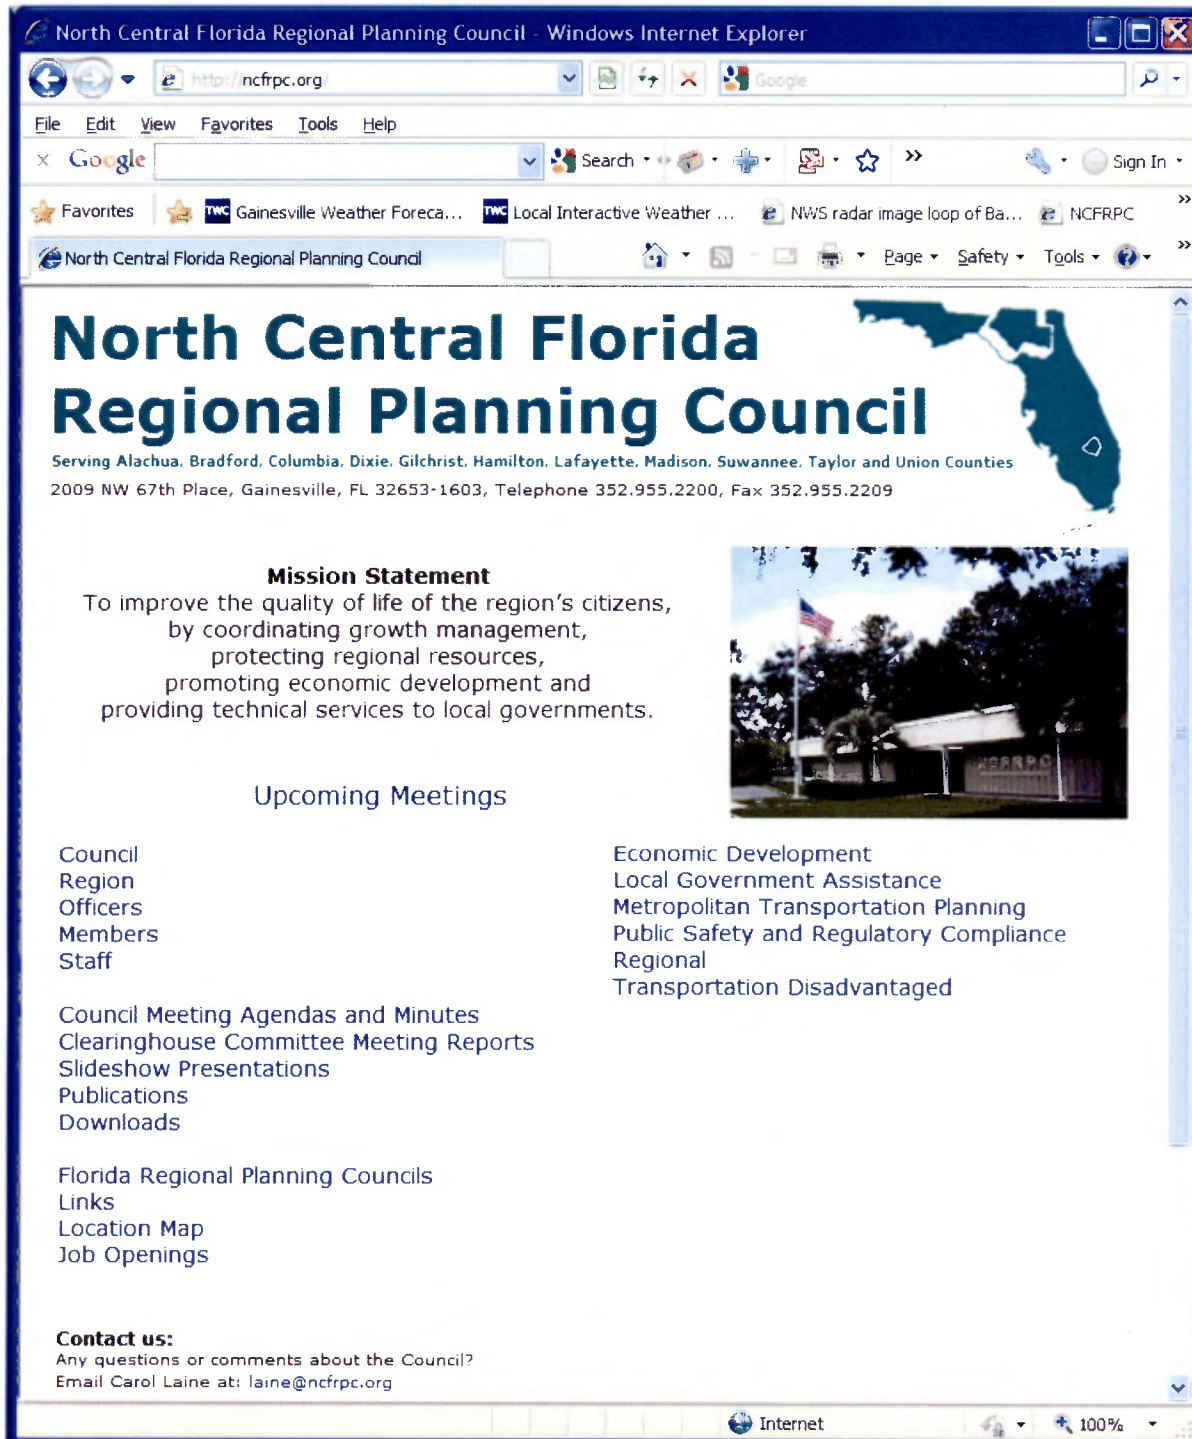 North Central Florida Regional Planning Council - Windows Internet Explorer
http://ncfrpc.org/
Google
File Edit View Favorites Tools Help
× Google Search Sign In
Favorites TWC Gainesville Weather Foreca... TWC Local Interactive Weather ... NWS radar image loop of Ba... NCFRPC
North Central Florida Regional Planning Council Page Safety Tools
North Central Florida
Regional Planning Council
Serving Alachua, Bradford, Columbia, Dixie, Gilchrist, Hamilton, Lafayette, Madison, Suwannee, Taylor and Union Counties
2009 NW 67th Place, Gainesville, FL 32653-1603, Telephone 352.955.2200, Fax 352.955.2209
Mission Statement
To improve the quality of life of the region's citizens,
by coordinating growth management,
protecting regional resources,
promoting economic development and
providing technical services to local governments.
NCFRPC
Upcoming Meetings
Council
Region
Officers
Members
Staff
Council Meeting Agendas and Minutes
Clearinghouse Committee Meeting Reports
Slideshow Presentations
Publications
Downloads
Florida Regional Planning Councils
Links
Location Map
Job Openings
Economic Development
Local Government Assistance
Metropolitan Transportation Planning
Public Safety and Regulatory Compliance
Regional
Transportation Disadvantaged
Contact us:
Any questions or comments about the Council?
Email Carol Laine at: laine@ncfrpc.org
Internet 100%